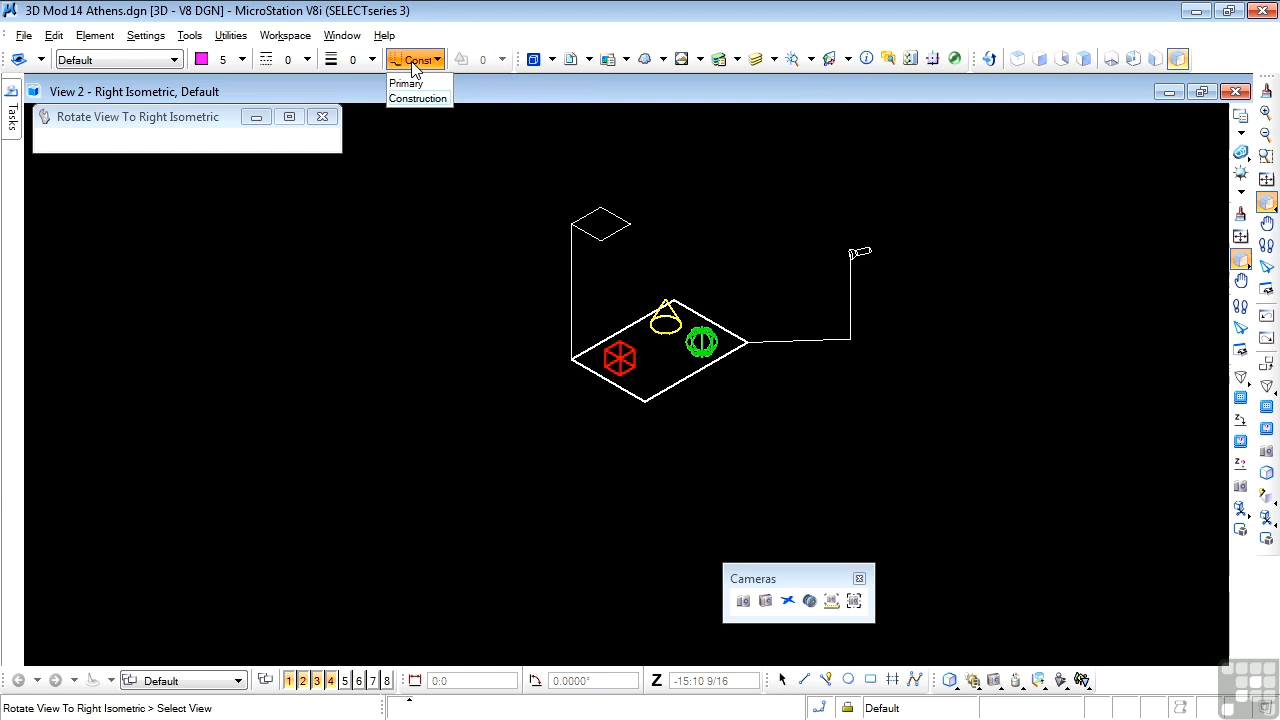 3D Mod 14 Athens.dgn [3D - V8 DGN] - MicroStation V8i (SELECTseries 3)
File Edit Element Settings Tools Utilities Workspace Window Help
Default 5 0 0 Const 0
Primary
Construction
Tasks
View 2 - Right Isometric, Default
Rotate View To Right Isometric
Cameras
Default 1 2 3 4 5 6 7 8 0:0 0.0000° Z -15:10 9/16
Rotate View To Right Isometric > Select View Default